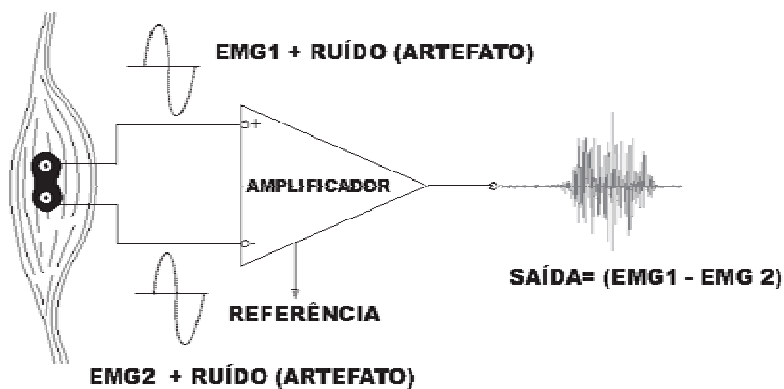 EMG1 + RUÍDO (ARTEFATO)
+
AMPLIFICADOR
-
REFERÊNCIA
SAÍDA= (EMG1 - EMG 2)
EMG2 + RUÍDO (ARTEFATO)